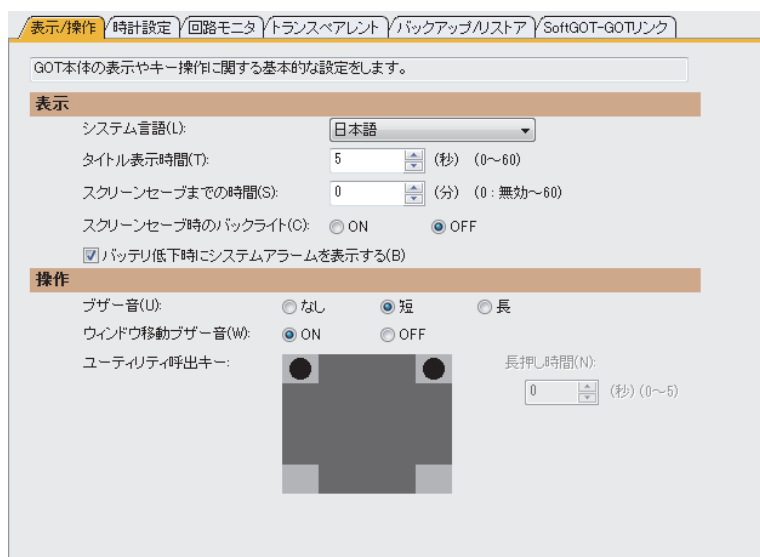 表示/操作 時計設定 回路モニタ トランスペアレント バックアップ/リストア SoftGOT-GOTリンク
GOT本体の表示やキー操作に関する基本的な設定をします。
表示
システム言語(L): 日本語
タイトル表示時間(T): 5 (秒) (0～60)
スクリーンセーブまでの時間(S): 0 (分) (0:無効～60)
スクリーンセーブ時のバックライト(C): ON OFF
バッテリ低下時にシステムアラームを表示する(B)
操作
ブザー音(U): なし 短 長
ウィンドウ移動ブザー音(W): ON OFF
ユーティリティ呼出キー: 長押し時間(N):
0 (秒) (0～5)